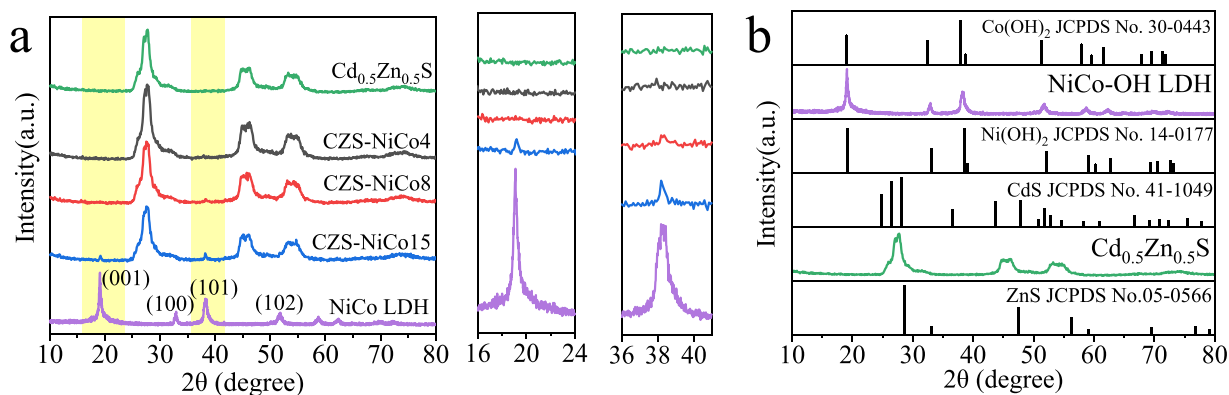 a
Intensity(a.u.)
Cd₀.₅Zn₀.₅S
CZS-NiCo4
CZS-NiCo8
CZS-NiCo15
(001)
(100)
(101)
(102)
NiCo LDH
10 20 30 40 50 60 70 80
2θ (degree)
16 20 24
36 38 40
b
Intensity(a.u.)
Co(OH)₂ JCPDS No. 30-0443
NiCo-OH LDH
Ni(OH)₂ JCPDS No. 14-0177
CdS JCPDS No. 41-1049
Cd₀.₅Zn₀.₅S
ZnS JCPDS No.05-0566
10 20 30 40 50 60 70 80
2θ (degree)